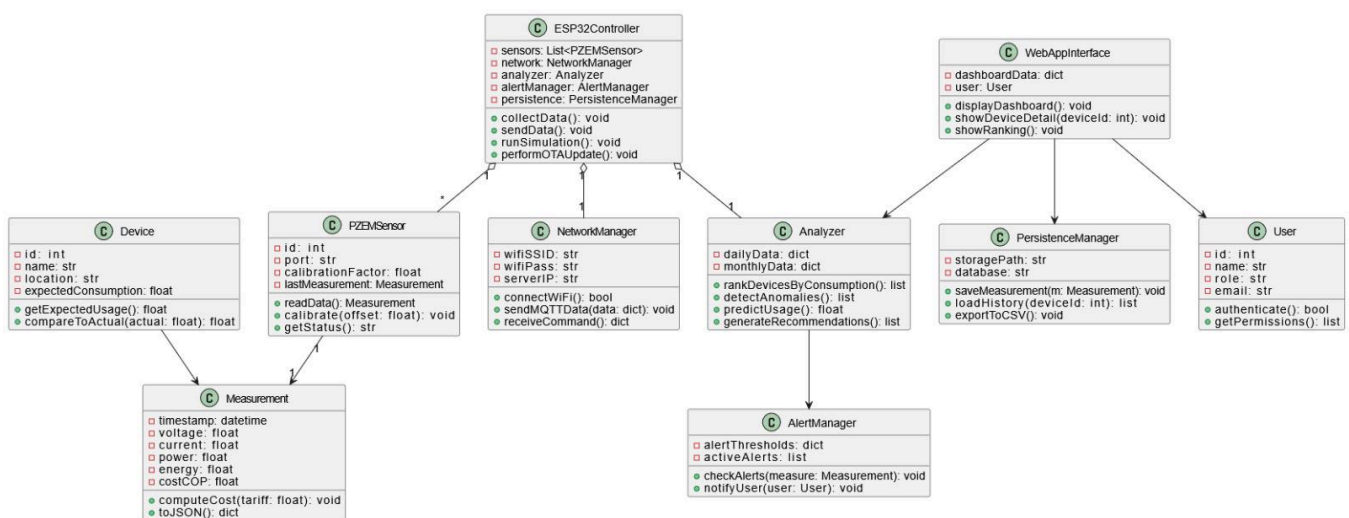 C ESP32Controller
sensors: List<PZEMSensor>
network: NetworkManager
analyzer: Analyzer
alertManager: AlertManager
persistence: PersistenceManager
collectData(): void
sendData(): void
runSimulation(): void
performOTAUpdate(): void
C WebAppInterface
dashboardData: dict
user: User
displayDashboard(): void
showDeviceDetail(deviceId: int): void
showRanking(): void
1
1
1
*
1
1
C Device
id: int
name: str
location: str
expectedConsumption: float
getExpectedUsage(): float
compareToActual(actual: float): float
C PZEMSensor
id: int
port: str
calibrationFactor: float
lastMeasurement: Measurement
readData(): Measurement
calibrate(offset: float): void
getStatus(): str
C NetworkManager
wifiSSID: str
wifiPass: str
serverIP: str
connectWiFi(): bool
sendMQTTData(data: dict): void
receiveCommand(): dict
C Analyzer
dailyData: dict
monthlyData: dict
rankDevicesByConsumption(): list
detectAnomalies(): list
predictUsage(): float
generateRecommendations(): list
C PersistenceManager
storagePath: str
database: str
saveMeasurement(m: Measurement): void
loadHistory(deviceId: int): list
exportToCSV(): void
C User
id: int
name: str
role: str
email: str
authenticate(): bool
getPermissions(): list
1
1
C Measurement
timestamp: datetime
voltage: float
current: float
power: float
energy: float
costCOP: float
computeCost(tariff: float): void
toJSON(): dict
C AlertManager
alertThresholds: dict
activeAlerts: list
checkAlerts(measure: Measurement): void
notifyUser(user: User): void